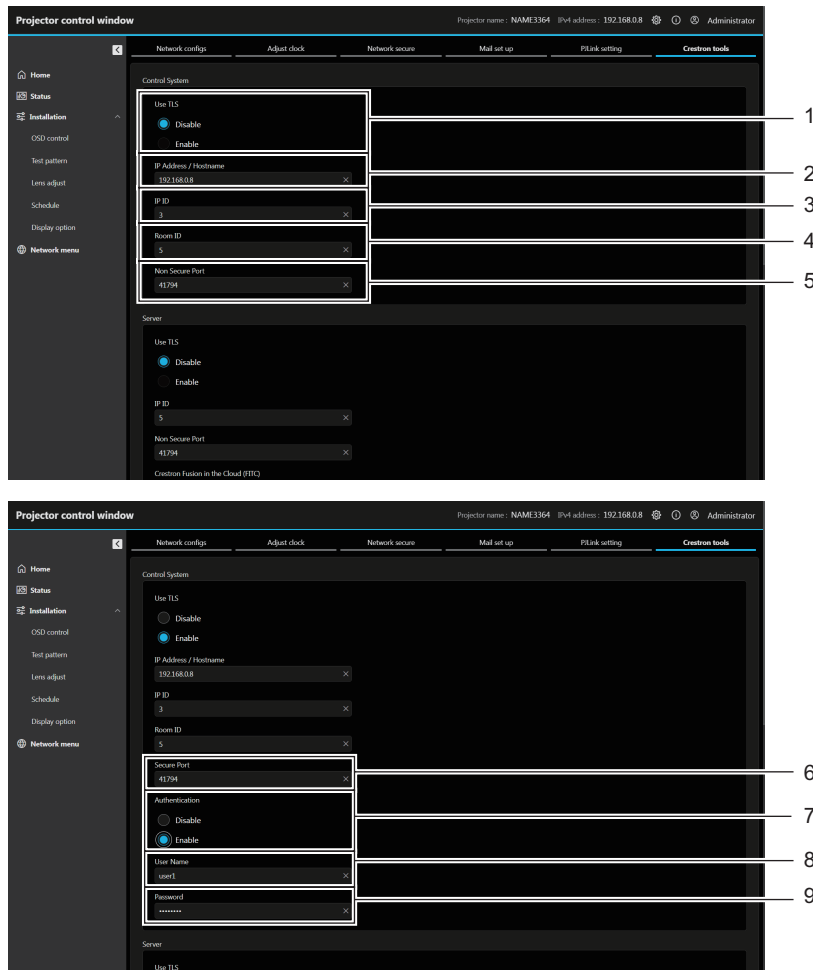 Projector control window
Projector name : NAME3364 IPv4 address : 192.168.0.8 Administrator
Network configs Adjust clock Network secure Mail set up PJLink setting Crestron tools
Home
Status
Installation
OSD control
Test pattern
Lens adjust
Schedule
Display option
Network menu
Control System
Use TLS
Disable
Enable
1
IP Address / Hostname
192.168.0.8
2
IP ID
3
3
Room ID
5
4
Non Secure Port
41794
5
Server
Use TLS
Disable
Enable
IP ID
5
Non Secure Port
41794
Crestron Fusion in the Cloud (FITC)
Projector control window
Projector name : NAME3364 IPv4 address : 192.168.0.8 Administrator
Network configs Adjust clock Network secure Mail set up PJLink setting Crestron tools
Home
Status
Installation
OSD control
Test pattern
Lens adjust
Schedule
Display option
Network menu
Control System
Use TLS
Disable
Enable
IP Address / Hostname
192.168.0.8
IP ID
3
Room ID
5
Secure Port
41794
6
Authentication
Disable
Enable
7
User Name
user1
8
Password
••••••••
9
Server
Use TLS